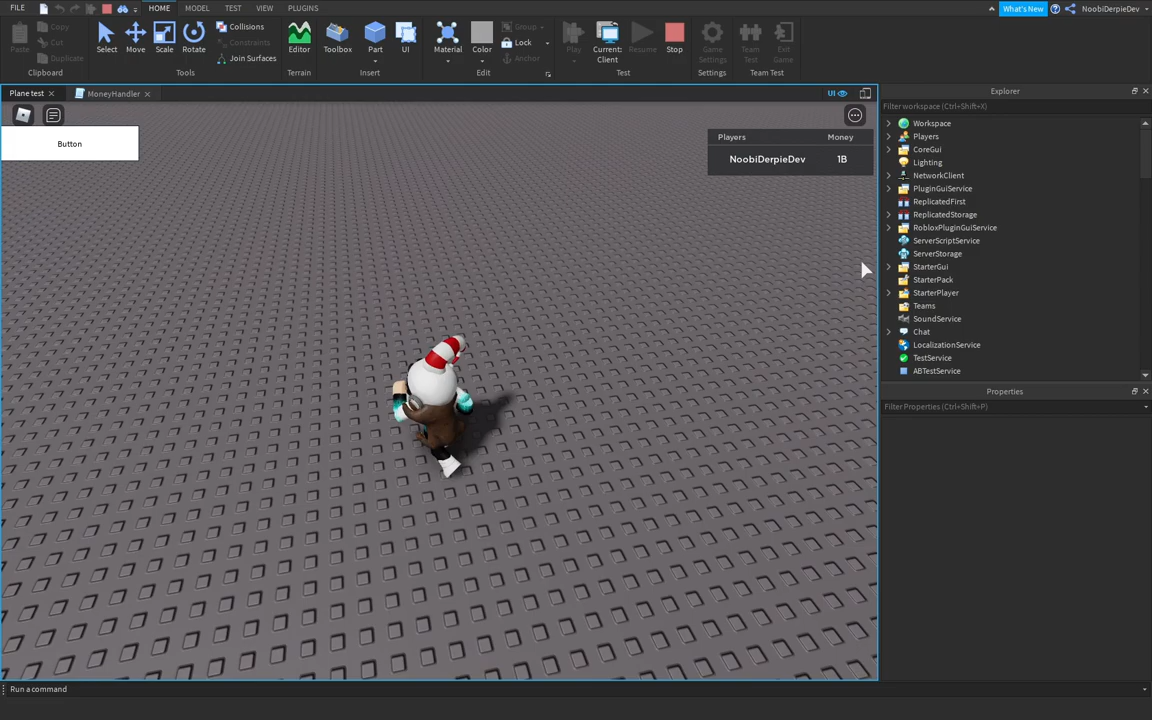 FILE HOME MODEL TEST VIEW PLUGINS What's New NoobiDerpieDev
Paste Copy Cut Duplicate Select Move Scale Rotate Collisions Constraints Join Surfaces Editor Toolbox Part UI Material Color Group Lock Anchor Play Current: Client Resume Stop Game Settings Team Test Exit Game
Clipboard Tools Terrain Insert Edit Test Settings Team Test
Plane test MoneyHandler UI
Button
Players Money
NoobiDerpieDev 1B
Explorer
Filter workspace (Ctrl+Shift+X)
Workspace
Players
CoreGui
Lighting
NetworkClient
PluginGuiService
ReplicatedFirst
ReplicatedStorage
RobloxPluginGuiService
ServerScriptService
ServerStorage
StarterGui
StarterPack
StarterPlayer
Teams
SoundService
Chat
LocalizationService
TestService
ABTestService
Properties
Filter Properties (Ctrl+Shift+P)
Run a command